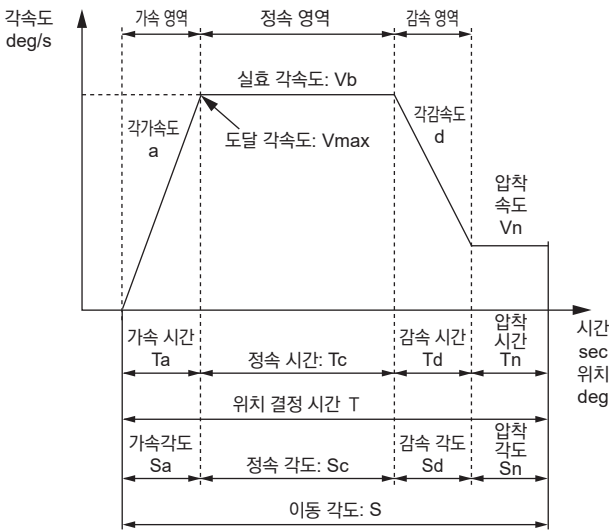 각속도
deg/s
가속 영역
정속 영역
감속 영역
실효 각속도: Vb
각가속도
a
도달 각속도: Vmax
각감속도
d
압착
속도
Vn
가속 시간
Ta
정속 시간: Tc
감속 시간
Td
압착
시간
Tn
시간
sec
위치
deg
위치 결정 시간 T
가속각도
Sa
정속 각도: Sc
감속 각도
Sd
압착
각도
Sn
이동 각도: S